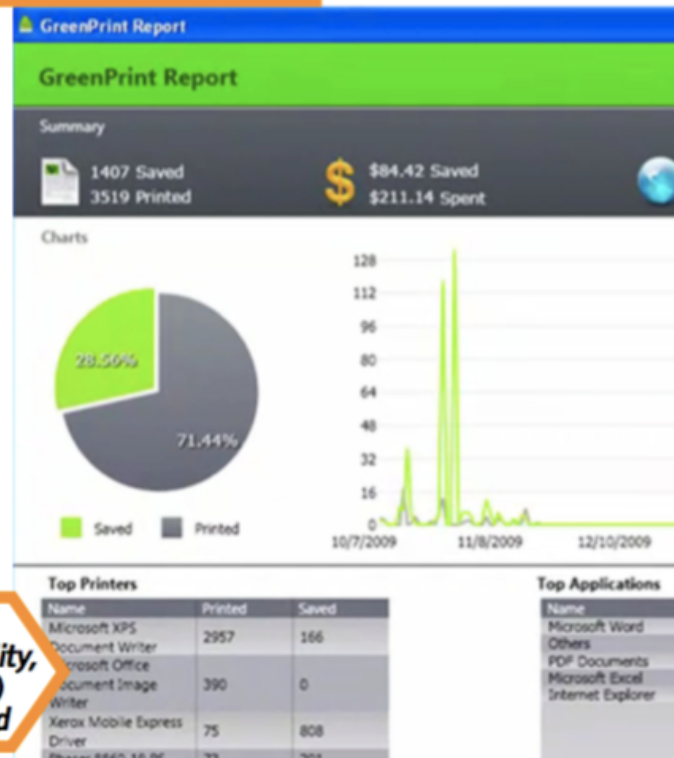 GreenPrint Report
GreenPrint Report
Summary
1407 Saved
3519 Printed
$84.42 Saved
$211.14 Spent
Charts
28.56%
71.44%
Saved
Printed
128
112
96
80
64
48
32
16
0
10/7/2009
11/8/2009
12/10/2009
Top Printers
Name Printed Saved
Microsoft XPS
Document Writer
2957 166
crosoft Office
ocument Image
Writer
390 0
Xerox Mobile Express
Driver
75 808
Top Applications
Name
Microsoft Word
Others
PDF Documents
Microsoft Excel
Internet Explorer
ity,
)
d